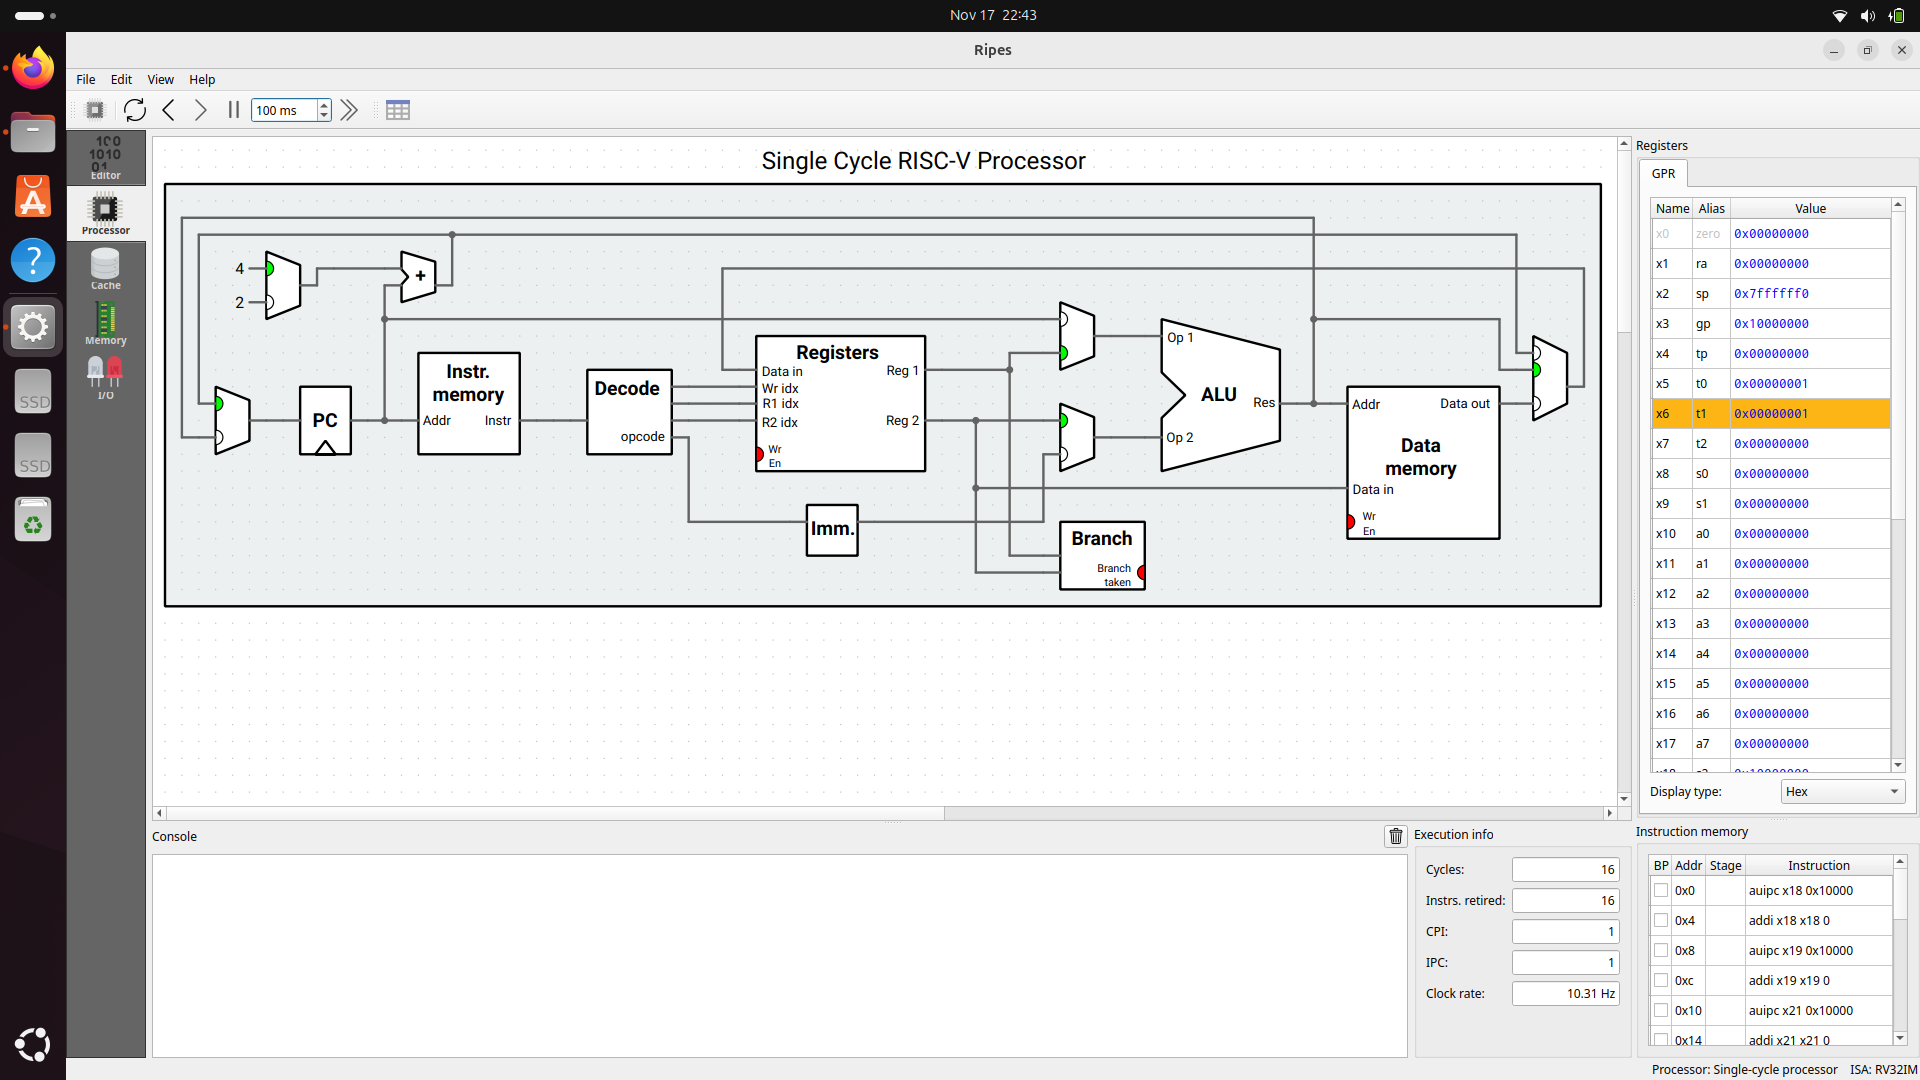 Nov 17 22:43
Ripes
File Edit View Help
100 ms
Editor
Processor
Cache
Memory
I/O
SSD
SSD
Single Cycle RISC-V Processor
4
2
+
PC
Instr. memory
Addr
Instr
Decode
opcode
Registers
Data in
Wr idx
R1 idx
R2 idx
Wr En
Reg 1
Reg 2
Imm.
Op 1
Op 2
ALU
Res
Branch
Branch taken
Addr
Data out
Data memory
Data in
Wr En
Registers
GPR
Name Alias Value
x0 zero 0x00000000
x1 ra 0x00000000
x2 sp 0x7ffffff0
x3 gp 0x10000000
x4 tp 0x00000000
x5 t0 0x00000001
x6 t1 0x00000001
x7 t2 0x00000000
x8 s0 0x00000000
x9 s1 0x00000000
x10 a0 0x00000000
x11 a1 0x00000000
x12 a2 0x00000000
x13 a3 0x00000000
x14 a4 0x00000000
x15 a5 0x00000000
x16 a6 0x00000000
x17 a7 0x00000000
Display type: Hex
Console
Execution info
Cycles: 16
Instrs. retired: 16
CPI: 1
IPC: 1
Clock rate: 10.31 Hz
Instruction memory
BP Addr Stage Instruction
0x0 auipc x18 0x10000
0x4 addi x18 x18 0
0x8 auipc x19 0x10000
0xc addi x19 x19 0
0x10 auipc x21 0x10000
0x14 addi x21 x21 0
Processor: Single-cycle processor ISA: RV32IM